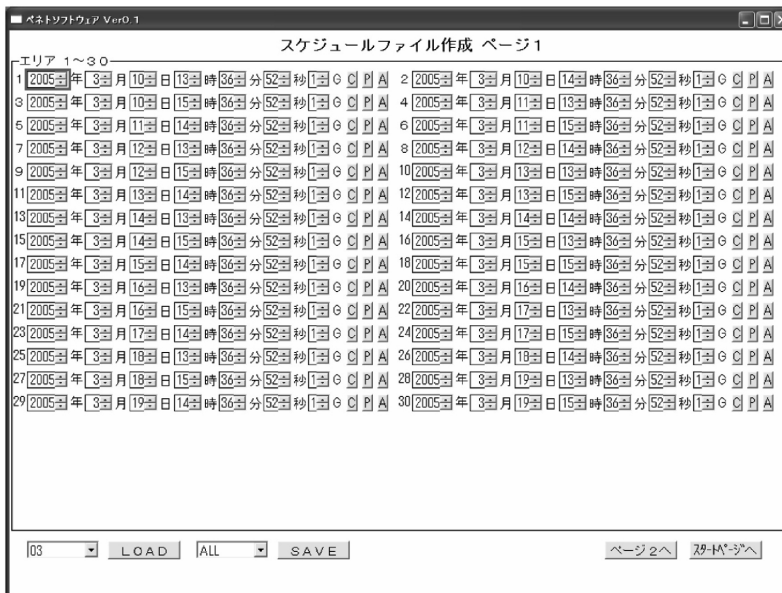 ペネトソフトウェア Ver0.1
スケジュールファイル作成 ページ1
エリア 1～30
1 2005 年 3 月 10 日 13 時 36 分 52 秒 1 G C P A 2 2005 年 3 月 10 日 14 時 36 分 52 秒 1 G C P A
3 2005 年 3 月 10 日 15 時 36 分 52 秒 1 G C P A 4 2005 年 3 月 11 日 13 時 36 分 52 秒 1 G C P A
5 2005 年 3 月 11 日 14 時 36 分 52 秒 1 G C P A 6 2005 年 3 月 11 日 15 時 36 分 52 秒 1 G C P A
7 2005 年 3 月 12 日 13 時 36 分 52 秒 1 G C P A 8 2005 年 3 月 12 日 14 時 36 分 52 秒 1 G C P A
9 2005 年 3 月 12 日 15 時 36 分 52 秒 1 G C P A 10 2005 年 3 月 13 日 13 時 36 分 52 秒 1 G C P A
11 2005 年 3 月 13 日 14 時 36 分 52 秒 1 G C P A 12 2005 年 3 月 13 日 15 時 36 分 52 秒 1 G C P A
13 2005 年 3 月 14 日 13 時 36 分 52 秒 1 G C P A 14 2005 年 3 月 14 日 14 時 36 分 52 秒 1 G C P A
15 2005 年 3 月 14 日 15 時 36 分 52 秒 1 G C P A 16 2005 年 3 月 15 日 13 時 36 分 52 秒 1 G C P A
17 2005 年 3 月 15 日 14 時 36 分 52 秒 1 G C P A 18 2005 年 3 月 15 日 15 時 36 分 52 秒 1 G C P A
19 2005 年 3 月 16 日 13 時 36 分 52 秒 1 G C P A 20 2005 年 3 月 16 日 14 時 36 分 52 秒 1 G C P A
21 2005 年 3 月 16 日 15 時 36 分 52 秒 1 G C P A 22 2005 年 3 月 17 日 13 時 36 分 52 秒 1 G C P A
23 2005 年 3 月 17 日 14 時 36 分 52 秒 1 G C P A 24 2005 年 3 月 17 日 15 時 36 分 52 秒 1 G C P A
25 2005 年 3 月 18 日 13 時 36 分 52 秒 1 G C P A 26 2005 年 3 月 18 日 14 時 36 分 52 秒 1 G C P A
27 2005 年 3 月 18 日 15 時 36 分 52 秒 1 G C P A 28 2005 年 3 月 19 日 13 時 36 分 52 秒 1 G C P A
29 2005 年 3 月 19 日 14 時 36 分 52 秒 1 G C P A 30 2005 年 3 月 19 日 15 時 36 分 52 秒 1 G C P A
03 LOAD ALL SAVE ページ2へ ｽﾀｰﾄﾍﾟｰｼﾞへ